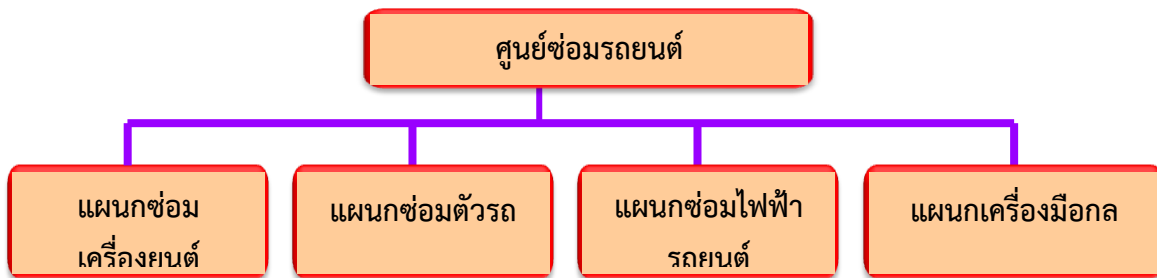 ศูนย์ซ่อมรถยนต์
แผนกซ่อม
เครื่องยนต์
แผนกซ่อมตัวรถ
แผนกซ่อมไฟฟ้า
รถยนต์
แผนกเครื่องมือกล